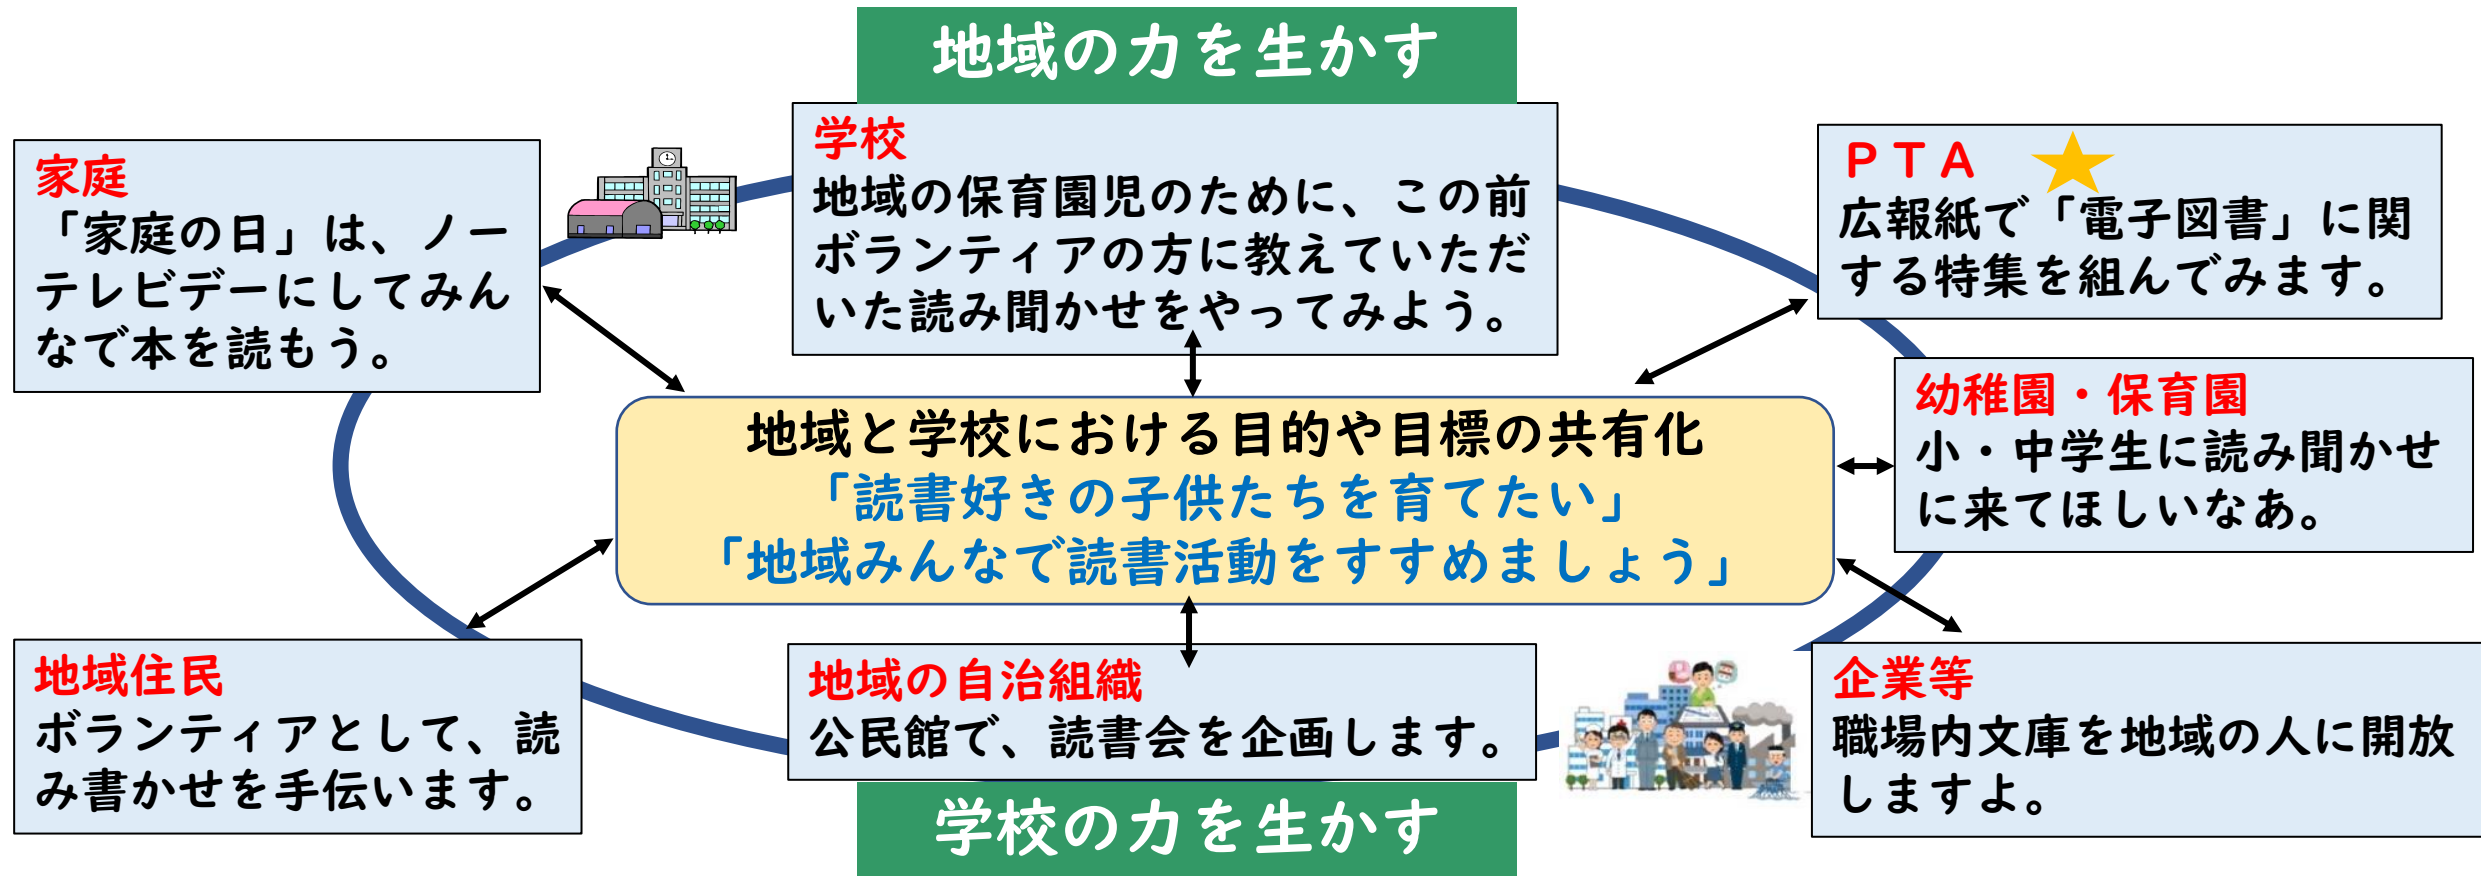 地域の力を生かす
家庭
「家庭の日」は、ノー
テレビデーにしてみん
なで本を読もう。
学校
地域の保育園児のために、この前
ボランティアの方に教えていただ
いた読み聞かせをやってみよう。
PTA
広報紙で「電子図書」に関
する特集を組んでみます。
地域と学校における目的や目標の共有化
「読書好きの子供たちを育てたい」
「地域みんなで読書活動をすすめましょう」
幼稚園・保育園
小・中学生に読み聞かせ
に来てほしいなあ。
地域住民
ボランティアとして、読
み書かせを手伝います。
地域の自治組織
公民館で、読書会を企画します。
企業等
職場内文庫を地域の人に開放
しますよ。
学校の力を生かす